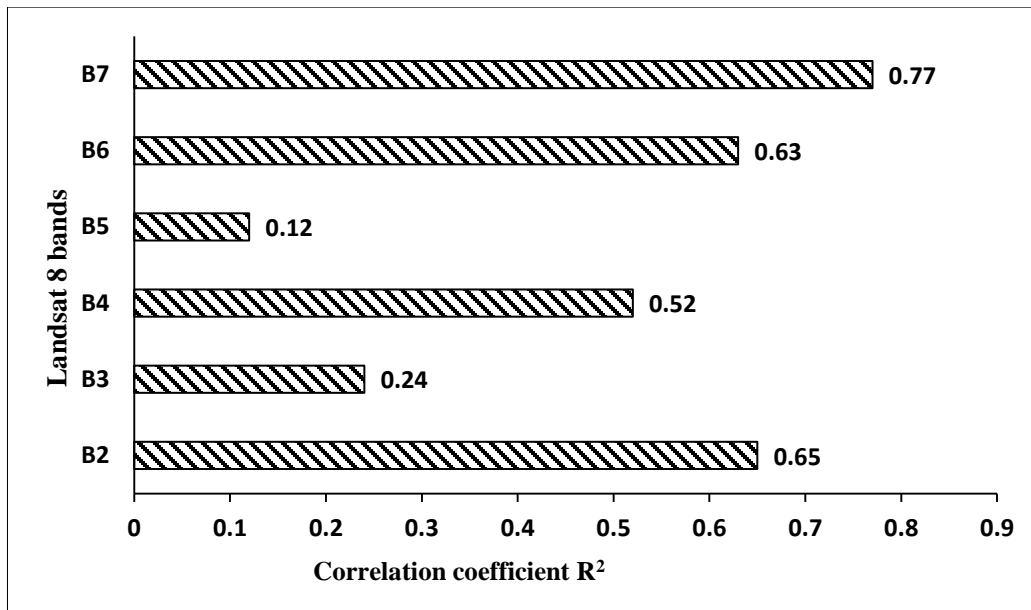 B7
0.77
B6
0.63
B5
0.12
B4
0.52
B3
0.24
B2
0.65
Landsat 8 bands
0 0.1 0.2 0.3 0.4 0.5 0.6 0.7 0.8 0.9
Correlation coefficient R²